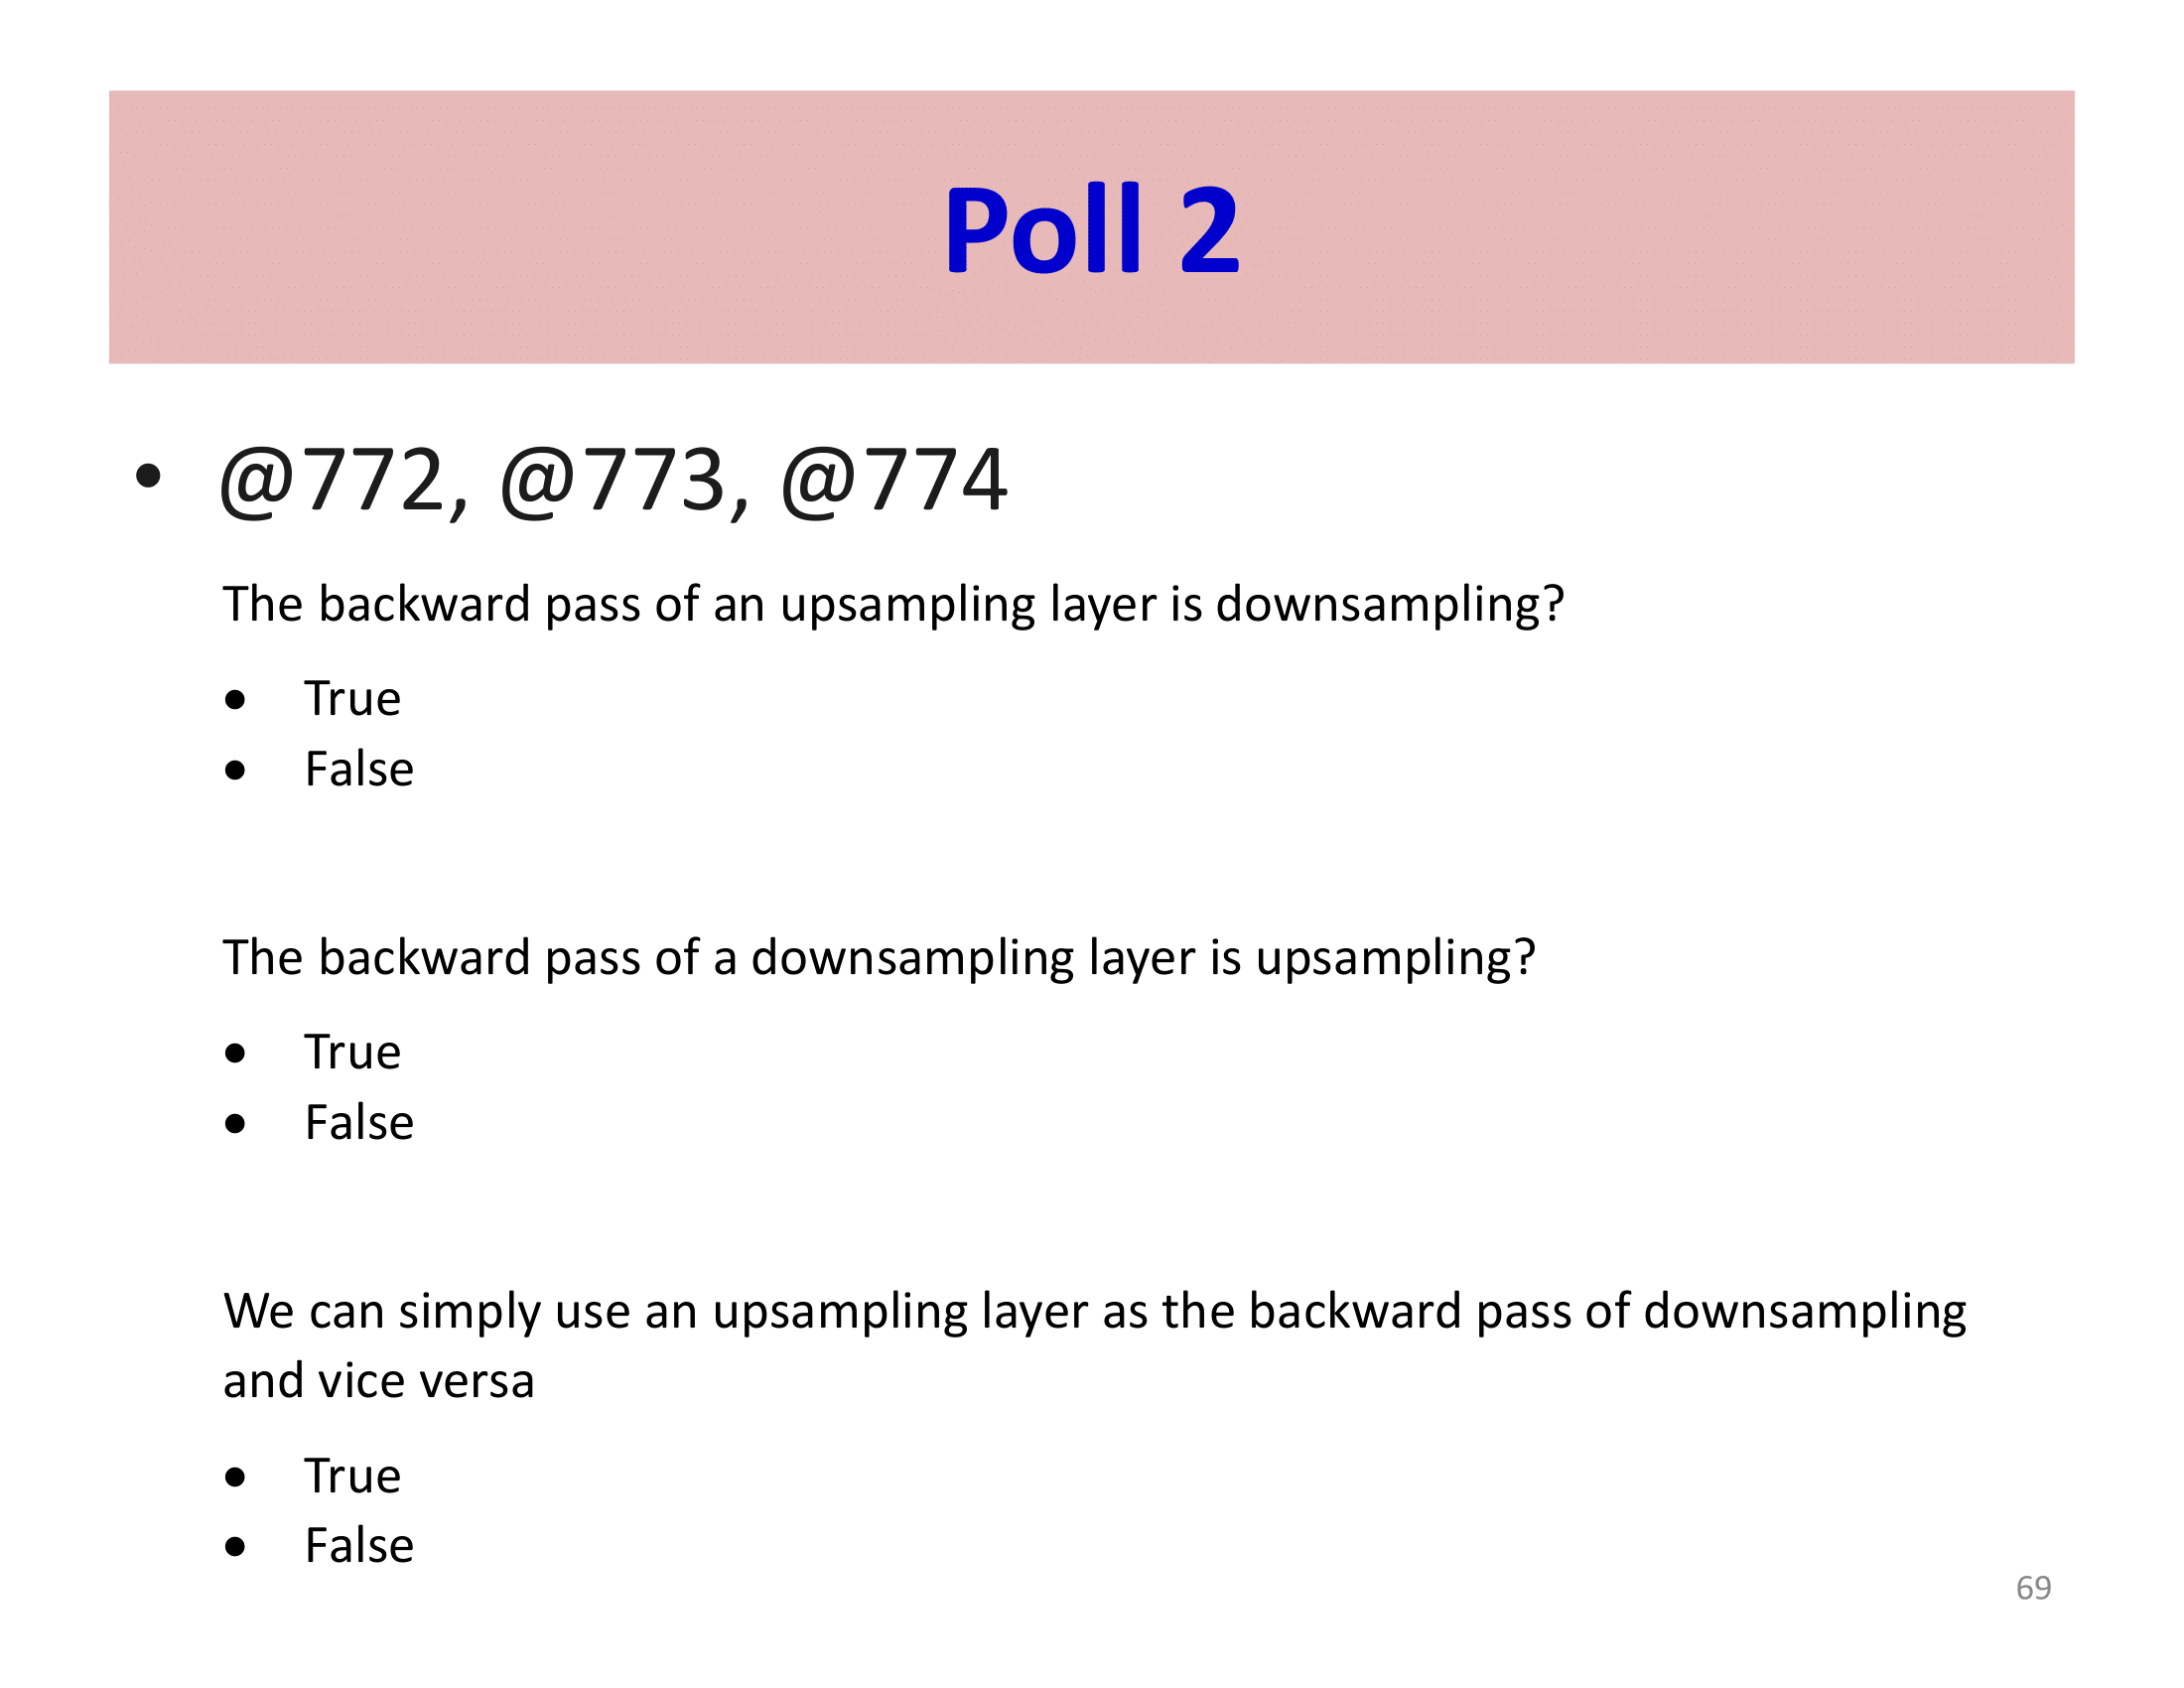 Poll 2
• @772, @773, @774
The backward pass of an upsampling layer is downsampling?
• True
• False
The backward pass of a downsampling layer is upsampling?
• True
• False
We can simply use an upsampling layer as the backward pass of downsampling
and vice versa
• True
• False
69